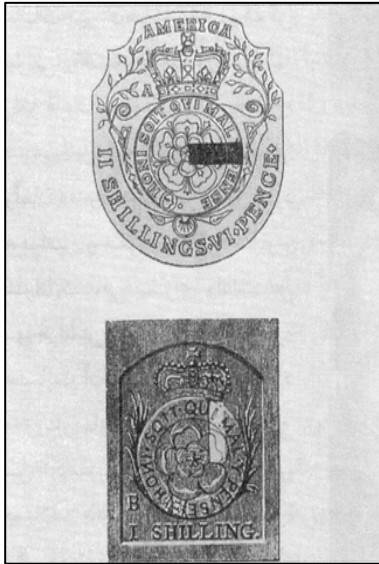 AMERICA
A
HONI SOIT QUI MAL PENSE
II SHILLINGS·VI·PENCE·
HONI·SOIT·QUI MAL·Y·PENSE
B
I SHILLING.